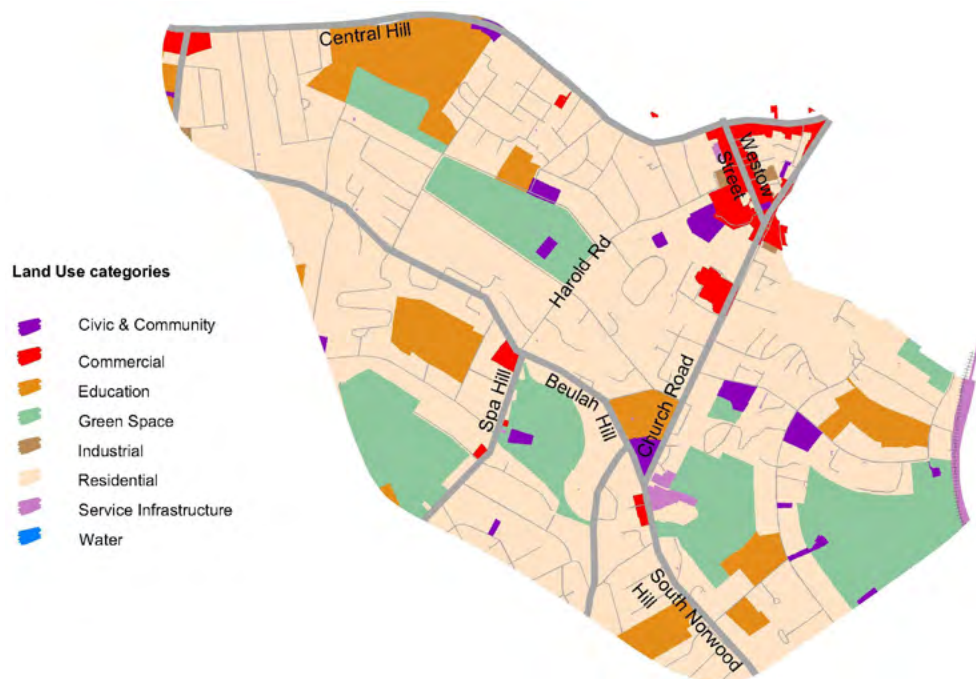 Central Hill
Westow
Street
Harold Rd
Land Use categories
Civic & Community
Commercial
Education
Green Space
Industrial
Residential
Service Infrastructure
Water
Spa Hill
Beulah
Hill
Church Road
South Norwood
Hill